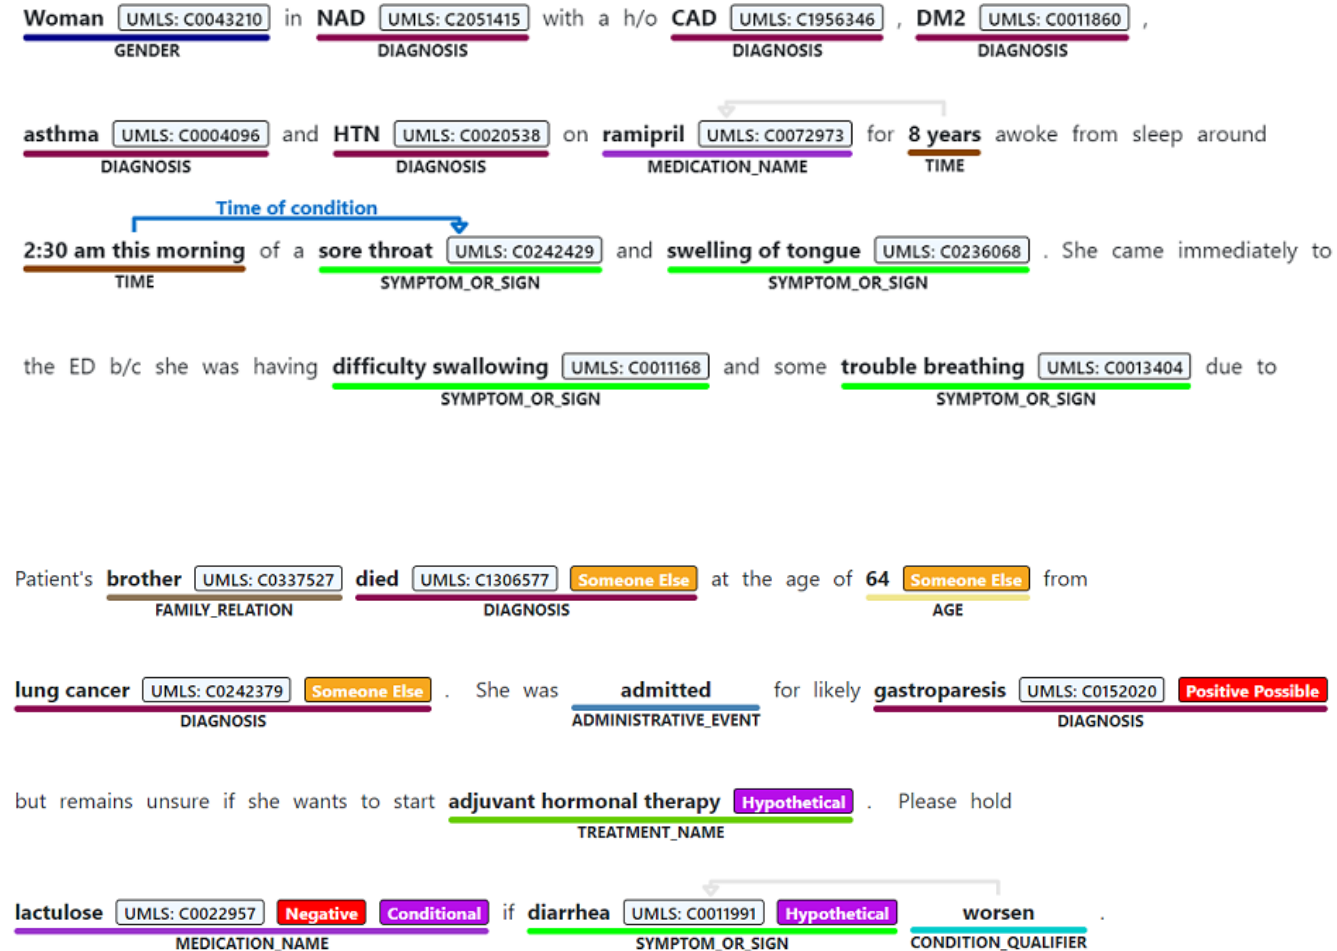 Woman UMLS: C0043210 in NAD UMLS: C2051415 with a h/o CAD UMLS: C1956346 , DM2 UMLS: C0011860 ,
GENDER DIAGNOSIS DIAGNOSIS DIAGNOSIS
asthma UMLS: C0004096 and HTN UMLS: C0020538 on ramipril UMLS: C0072973 for 8 years awoke from sleep around
DIAGNOSIS DIAGNOSIS MEDICATION_NAME TIME
Time of condition
2:30 am this morning of a sore throat UMLS: C0242429 and swelling of tongue UMLS: C0236068 . She came immediately to
TIME SYMPTOM_OR_SIGN SYMPTOM_OR_SIGN
the ED b/c she was having difficulty swallowing UMLS: C0011168 and some trouble breathing UMLS: C0013404 due to
SYMPTOM_OR_SIGN SYMPTOM_OR_SIGN
Patient's brother UMLS: C0337527 died UMLS: C1306577 Someone Else at the age of 64 Someone Else from
FAMILY_RELATION DIAGNOSIS AGE
lung cancer UMLS: C0242379 Someone Else . She was admitted for likely gastroparesis UMLS: C0152020 Positive Possible
DIAGNOSIS ADMINISTRATIVE_EVENT DIAGNOSIS
but remains unsure if she wants to start adjuvant hormonal therapy Hypothetical . Please hold
TREATMENT_NAME
lactulose UMLS: C0022957 Negative Conditional if diarrhea UMLS: C0011991 Hypothetical worsen .
MEDICATION_NAME SYMPTOM_OR_SIGN CONDITION_QUALIFIER